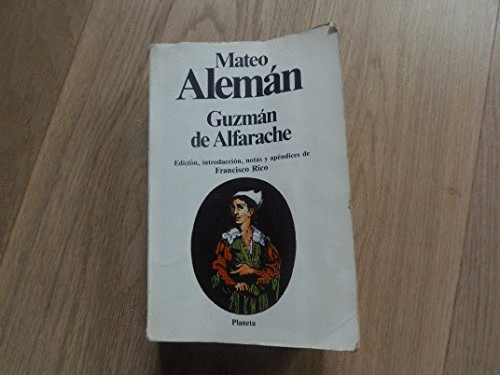 Mateo
Alemán
Guzmán
de Alfarache
Edición, introducción, notas y apéndices de
Francisco Rico
Planeta